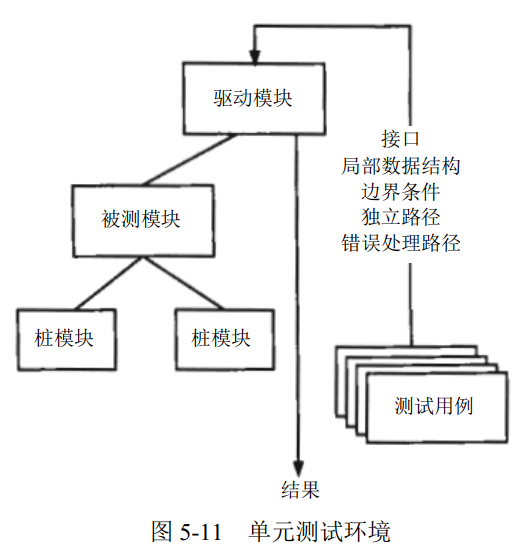 驱动模块
接口
局部数据结构
边界条件
独立路径
错误处理路径
被测模块
桩模块
桩模块
测试用例
结果
图 5-11 单元测试环境